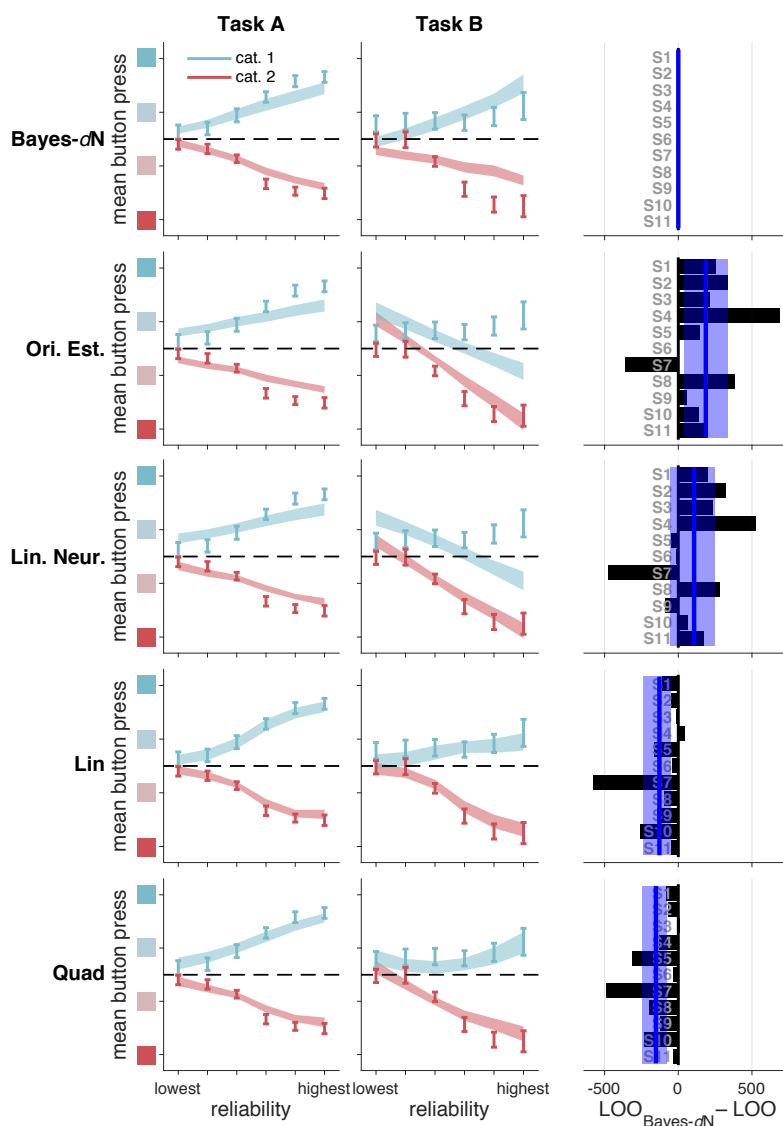 Task A
Task B
Bayes-dN
mean button press
cat. 1
cat. 2
S1
S2
S3
S4
S5
S6
S7
S8
S9
S10
S11
Ori. Est.
mean button press
S1
S2
S3
S4
S5
S6
S7
S8
S9
S10
S11
Lin. Neur.
mean button press
S1
S2
S3
S4
S5
S6
S7
S8
S9
S10
S11
Lin
mean button press
S1
S2
S3
S4
S5
S6
S7
S8
S9
S10
S11
Quad
mean button press
S1
S2
S3
S4
S5
S6
S7
S8
S9
S10
S11
lowest highest
reliability
lowest highest
reliability
-500 0 500
LOO Bayes-dN – LOO